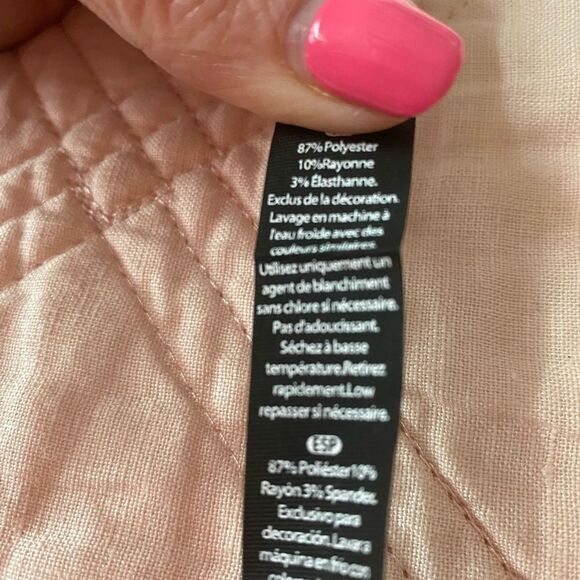 87% Polyester
10%Rayonne
3% Élasthanne.
Exclus de la décoration.
Lavage en machine à
l'eau froide avec des
couleurs similaires.
Utilisez uniquement un
agent de blanchiment
sans chlore si nécessaire.
Pas d'adoucissant.
Séchez à basse
température.Retirez
rapidement.Low
repasser si nécessaire.
ESP
87% Poliéster10%
Rayón 3% Spandex.
Exclusivo para
decoración. Lavar a
máquina en frío con